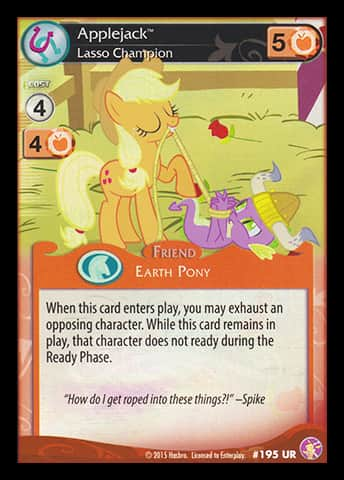 Applejack™
Lasso Champion
5
COST
4
4
FRIEND
EARTH PONY
When this card enters play, you may exhaust an
opposing character. While this card remains in
play, that character does not ready during the
Ready Phase.
"How do I get roped into these things?!" –Spike
© 2015 Hasbro. Licensed to Enterplay. #195 UR